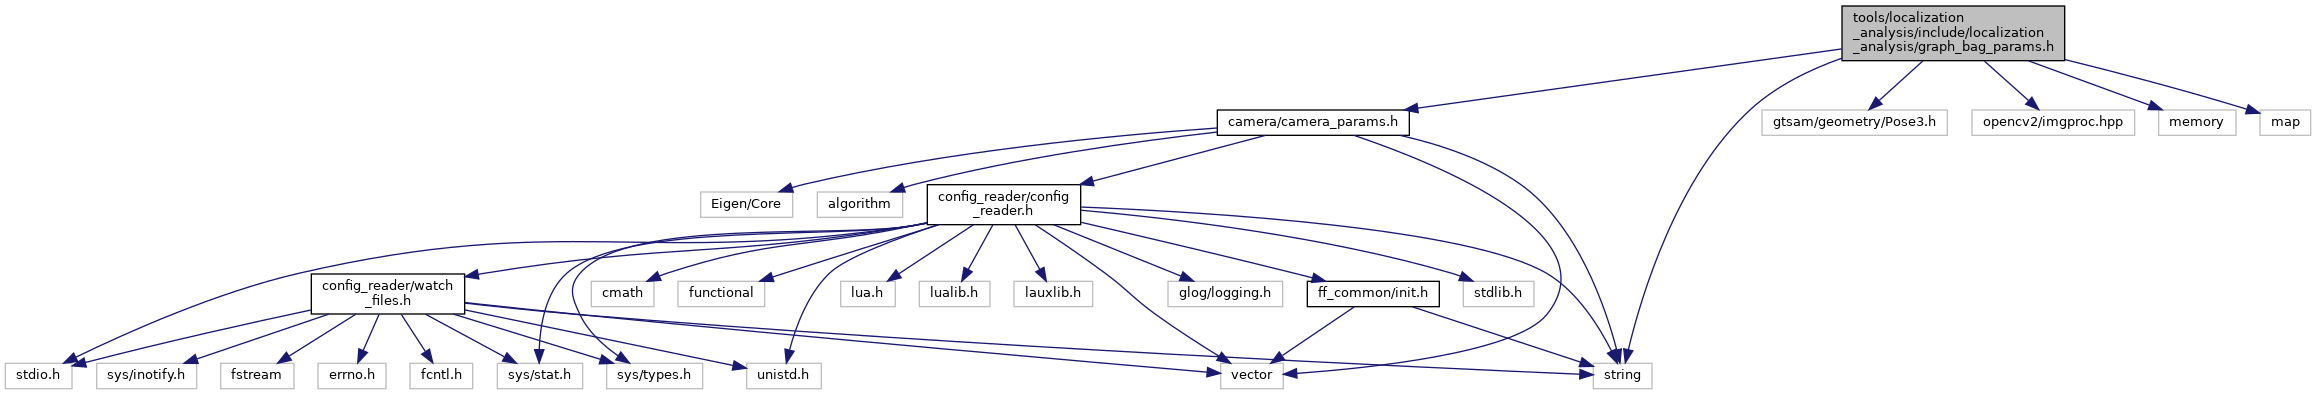 tools/localization
_analysis/include/localization
_analysis/graph_bag_params.h
camera/camera_params.h
gtsam/geometry/Pose3.h
opencv2/imgproc.hpp
memory
map
Eigen/Core
algorithm
config_reader/config
_reader.h
config_reader/watch
_files.h
cmath
functional
lua.h
lualib.h
lauxlib.h
glog/logging.h
ff_common/init.h
stdlib.h
stdio.h
sys/inotify.h
fstream
errno.h
fcntl.h
sys/stat.h
sys/types.h
unistd.h
vector
string